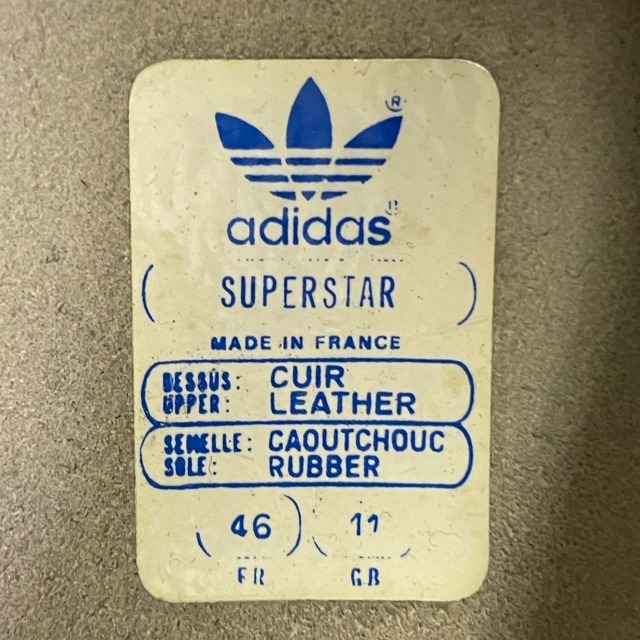 ®
adidas
SUPERSTAR
MADE IN FRANCE
DESSUS: CUIR
UPPER: LEATHER
SEMELLE: CAOUTCHOUC
SOLE: RUBBER
46 11
FR GB